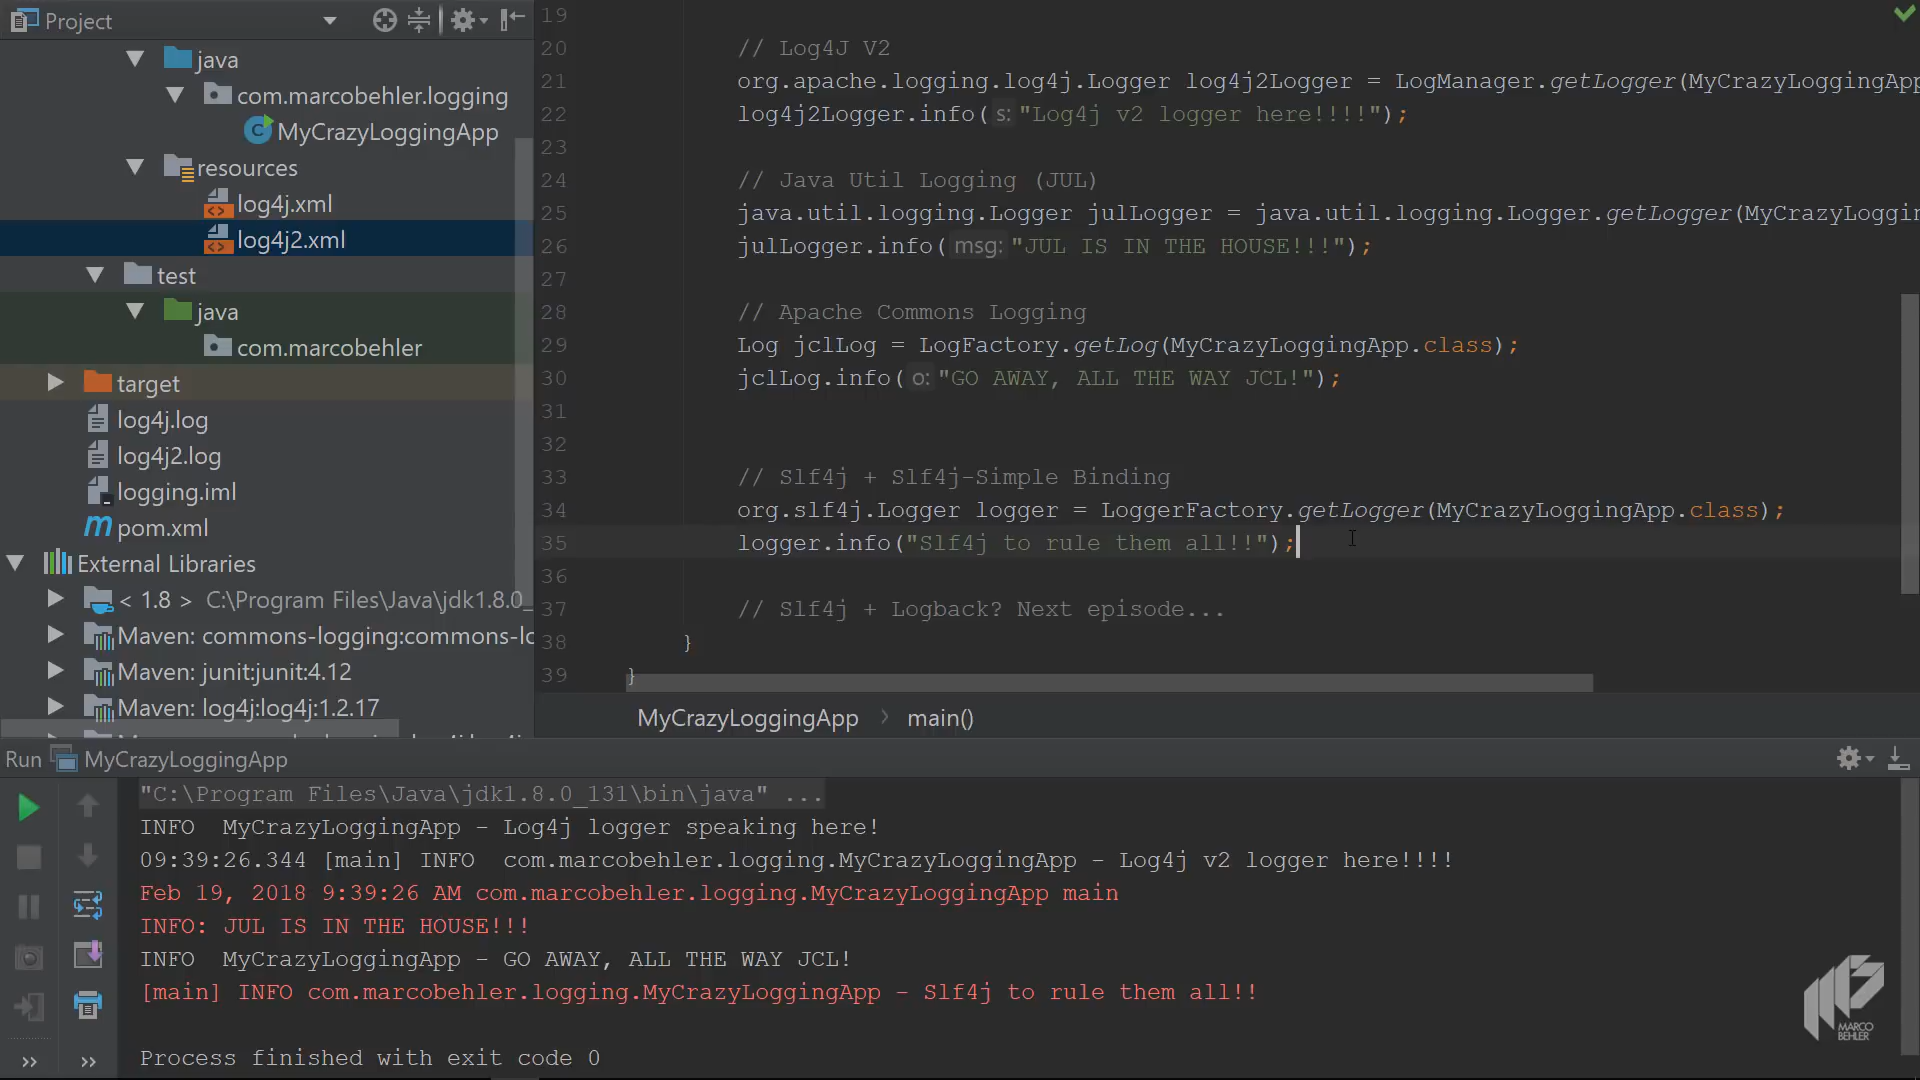 Project
java
com.marcobehler.logging
MyCrazyLoggingApp
resources
log4j.xml
log4j2.xml
test
java
com.marcobehler
target
log4j.log
log4j2.log
logging.iml
pom.xml
External Libraries
< 1.8 > C:\Program Files\Java\jdk1.8.0_
Maven: commons-logging:commons-lo
Maven: junit:junit:4.12
Maven: log4j:log4j:1.2.17
19
20 // Log4J V2
21 org.apache.logging.log4j.Logger log4j2Logger = LogManager.getLogger(MyCrazyLoggingApp
22 log4j2Logger.info( s: "Log4j v2 logger here!!!!");
23
24 // Java Util Logging (JUL)
25 java.util.logging.Logger julLogger = java.util.logging.Logger.getLogger(MyCrazyLoggin
26 julLogger.info( msg: "JUL IS IN THE HOUSE!!!");
27
28 // Apache Commons Logging
29 Log jclLog = LogFactory.getLog(MyCrazyLoggingApp.class);
30 jclLog.info( o: "GO AWAY, ALL THE WAY JCL!");
31
32
33 // Slf4j + Slf4j-Simple Binding
34 org.slf4j.Logger logger = LoggerFactory.getLogger(MyCrazyLoggingApp.class);
35 logger.info("Slf4j to rule them all!!");
36
37 // Slf4j + Logback? Next episode...
38 }
39 }
MyCrazyLoggingApp > main()
Run MyCrazyLoggingApp
"C:\Program Files\Java\jdk1.8.0_131\bin\java" ...
INFO MyCrazyLoggingApp - Log4j logger speaking here!
09:39:26.344 [main] INFO com.marcobehler.logging.MyCrazyLoggingApp - Log4j v2 logger here!!!!
Feb 19, 2018 9:39:26 AM com.marcobehler.logging.MyCrazyLoggingApp main
INFO: JUL IS IN THE HOUSE!!!
INFO MyCrazyLoggingApp - GO AWAY, ALL THE WAY JCL!
[main] INFO com.marcobehler.logging.MyCrazyLoggingApp - Slf4j to rule them all!!
Process finished with exit code 0
MARCO
BEHLER